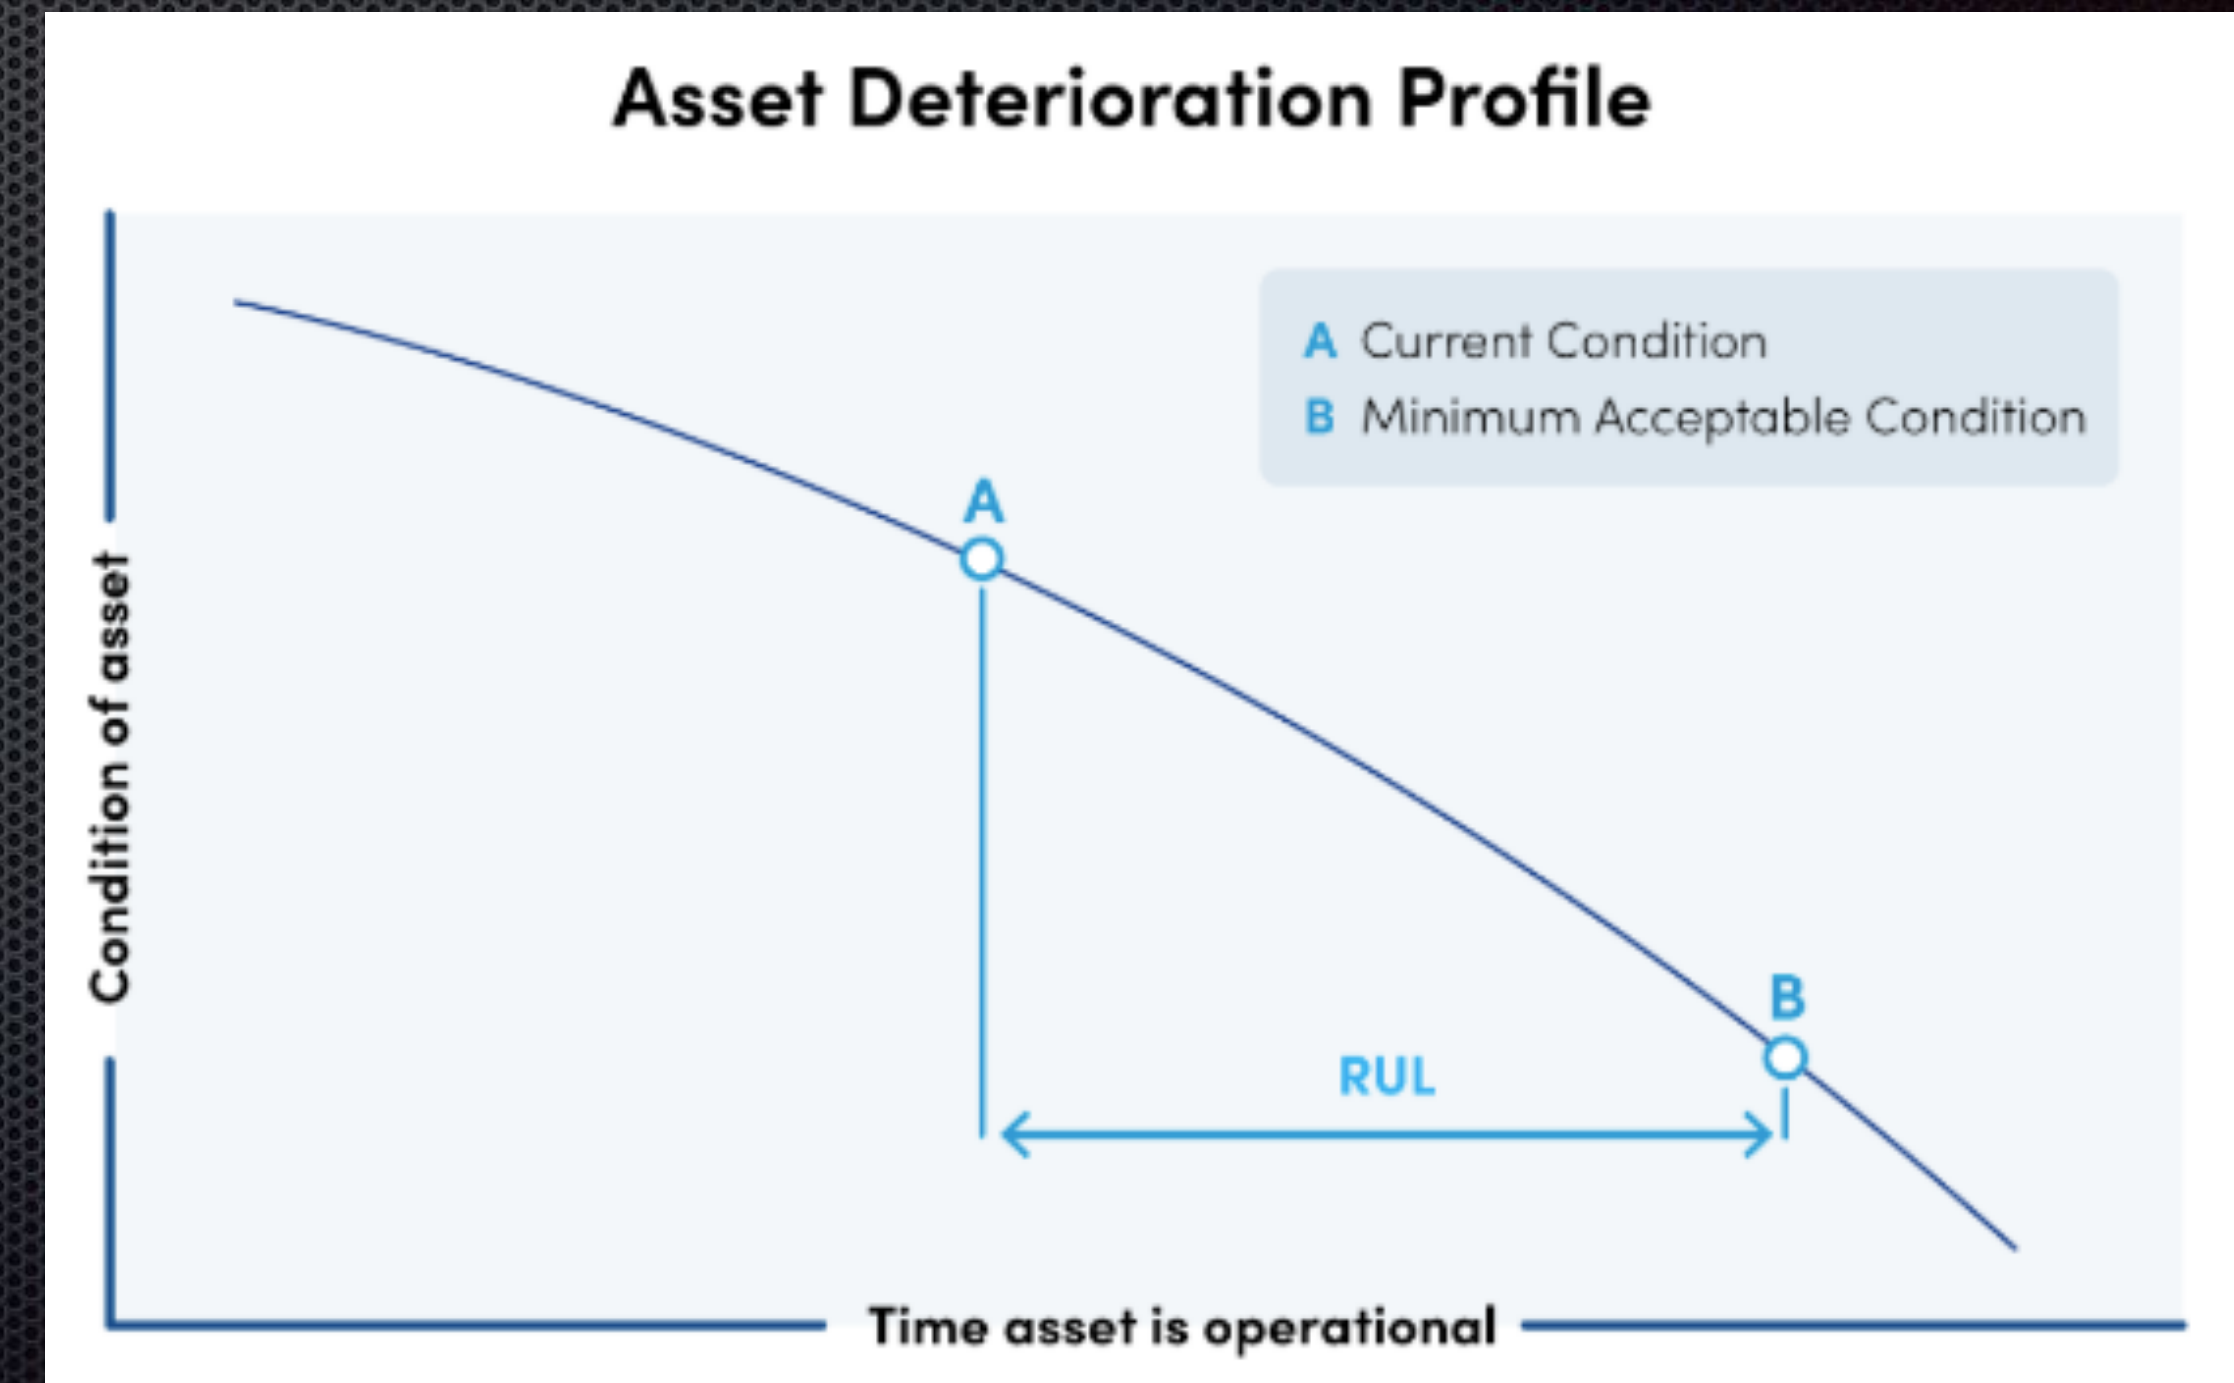 Asset Deterioration Profile
A Current Condition
B Minimum Acceptable Condition
A
Condition of asset
B
RUL
Time asset is operational